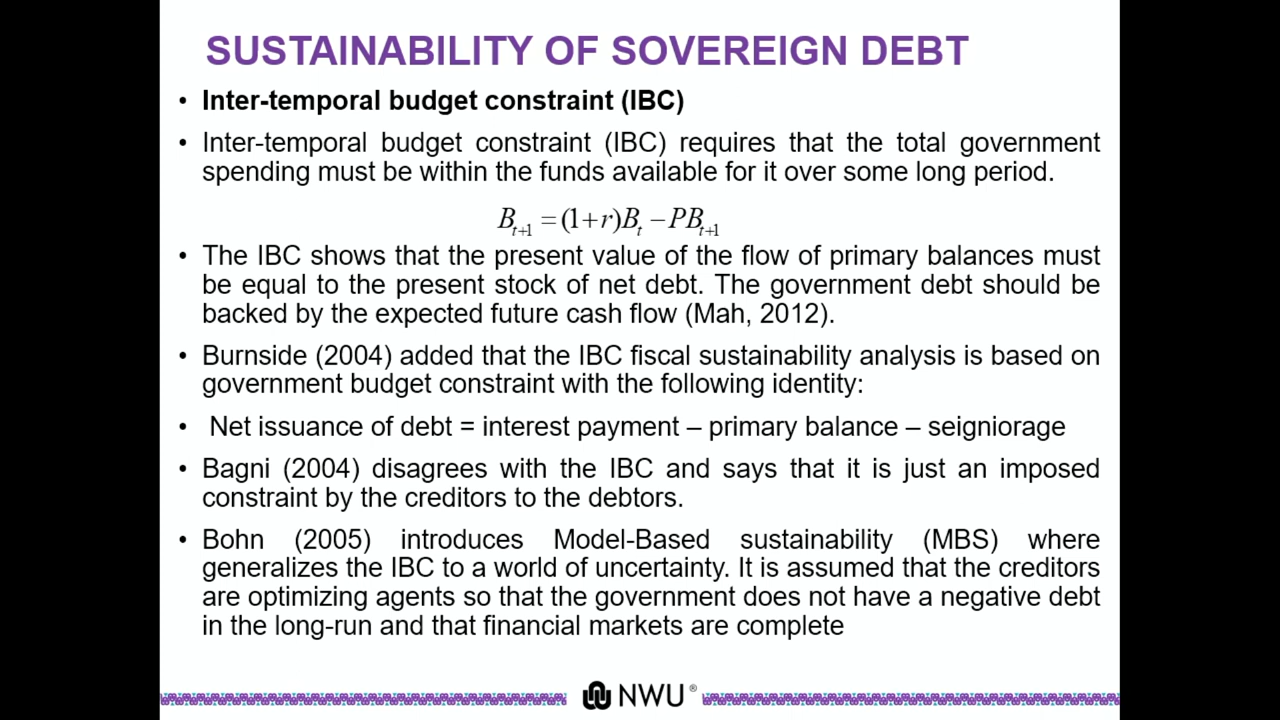 SUSTAINABILITY OF SOVEREIGN DEBT
• Inter-temporal budget constraint (IBC)
• Inter-temporal budget constraint (IBC) requires that the total government
spending must be within the funds available for it over some long period.
B_{t+1} = (1+r)B_t − PB_{t+1}
• The IBC shows that the present value of the flow of primary balances must
be equal to the present stock of net debt. The government debt should be
backed by the expected future cash flow (Mah, 2012).
• Burnside (2004) added that the IBC fiscal sustainability analysis is based on
government budget constraint with the following identity:
• Net issuance of debt = interest payment – primary balance – seigniorage
• Bagni (2004) disagrees with the IBC and says that it is just an imposed
constraint by the creditors to the debtors.
• Bohn (2005) introduces Model-Based sustainability (MBS) where
generalizes the IBC to a world of uncertainty. It is assumed that the creditors
are optimizing agents so that the government does not have a negative debt
in the long-run and that financial markets are complete
NWU®